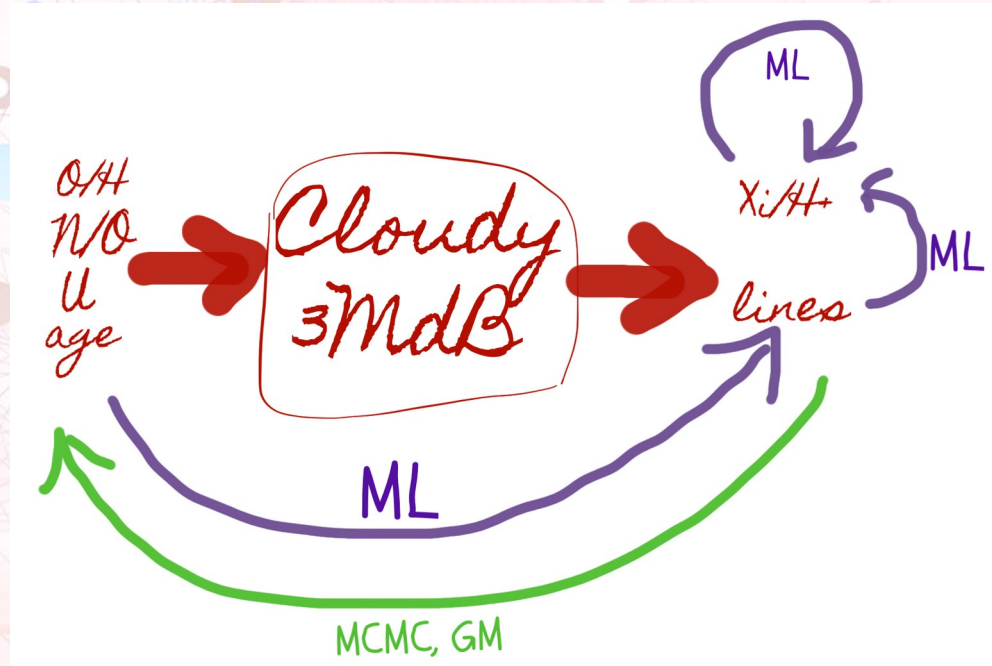 O/H
N/O
U
age
Cloudy
3MdB
ML
Xi/H+
lines
ML
ML
MCMC, GM